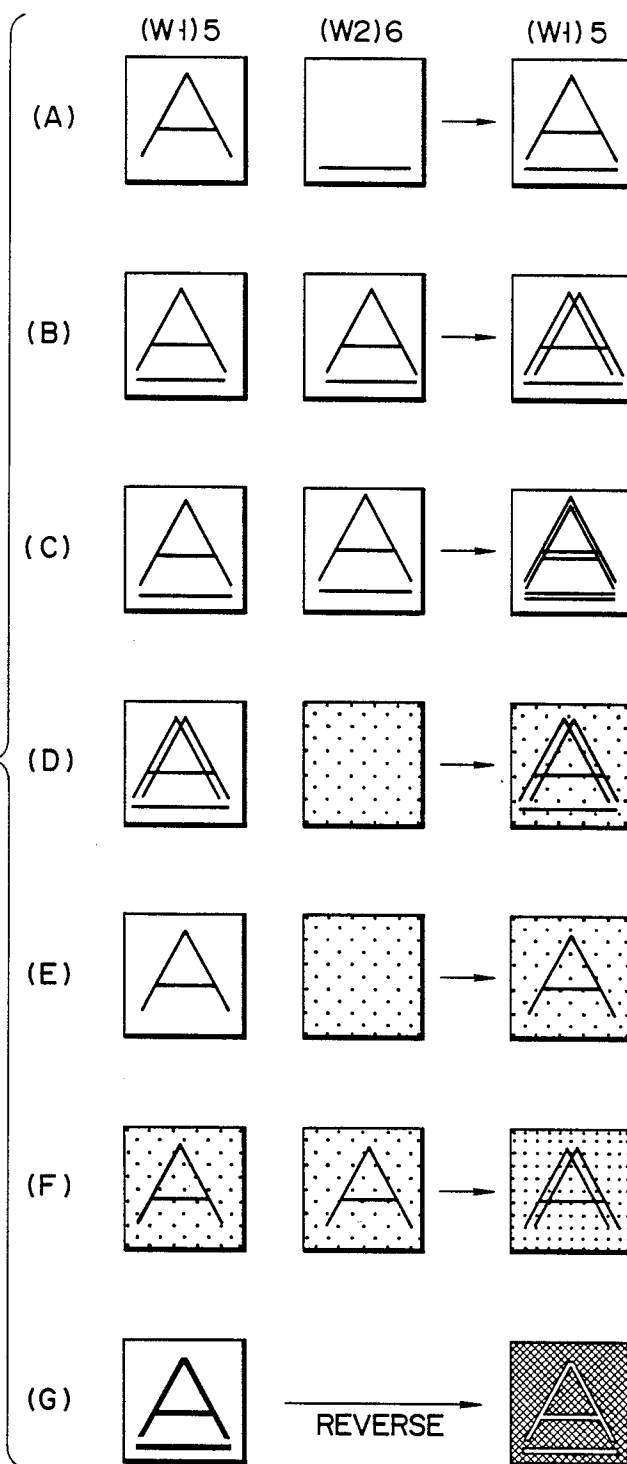 (W1)5 (W2)6 (W1)5
(A) A → A
(B) A A → A
(C) A A → A
(D) A → A
(E) A → A
(F) A A → A
(G) A → A
REVERSE